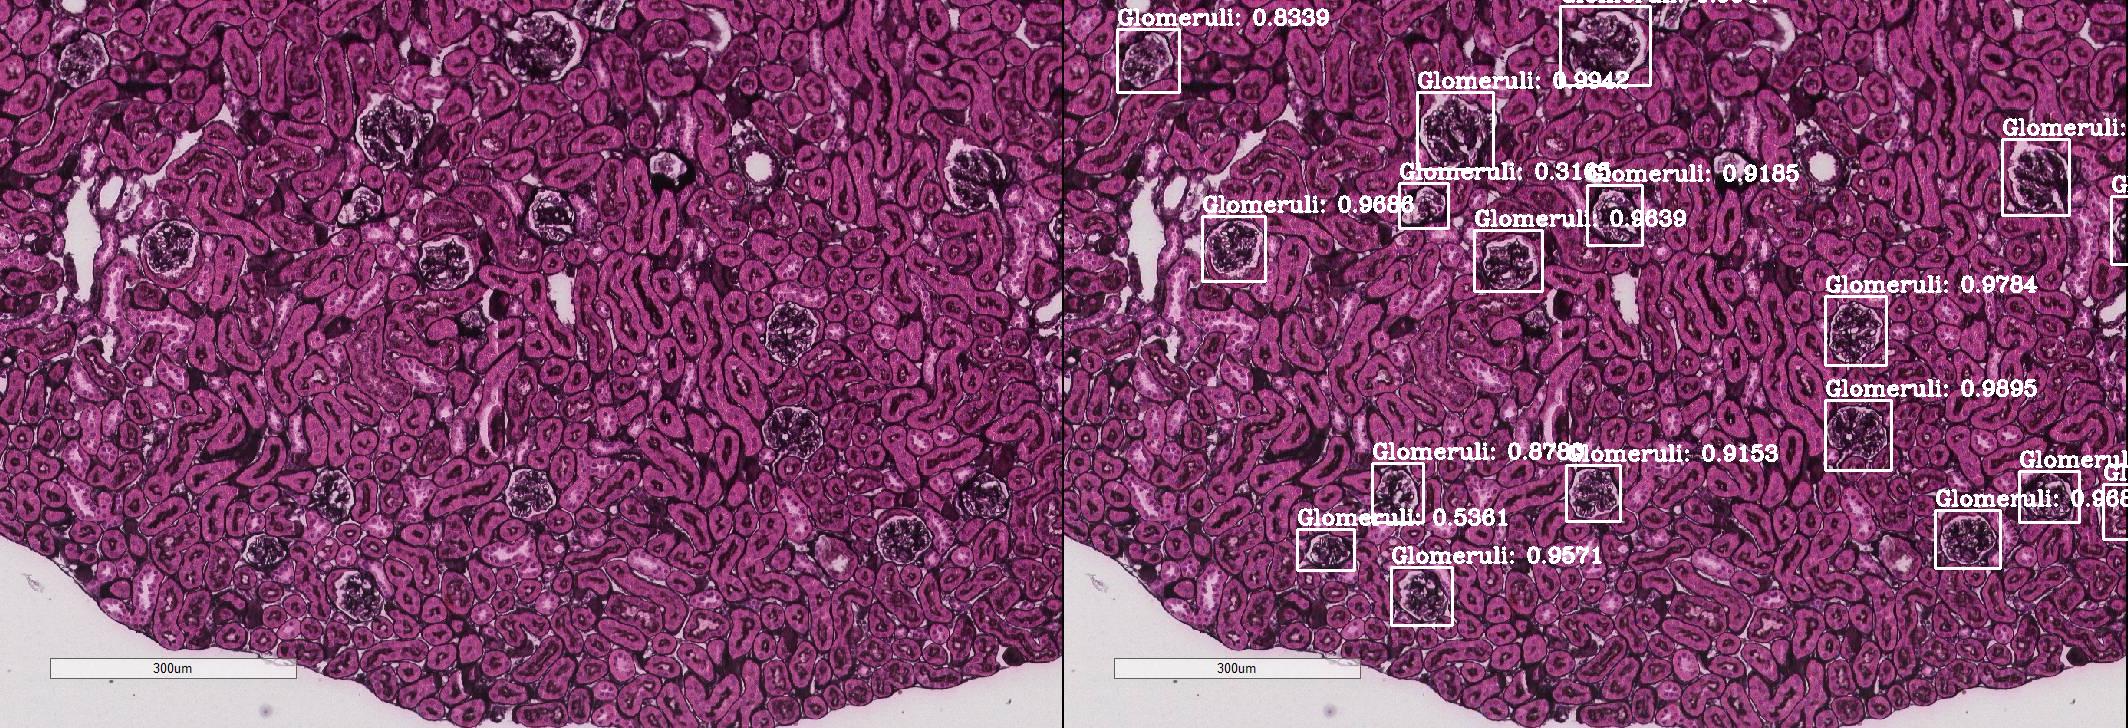 Glomeruli: 0.8339
Glomeruli: 0.9942
Glomeruli:
Glomeruli: 0.9185
Glomeruli: 0.9686
Glomeruli: 0.9639
Glomeruli: 0.9784
Glomeruli: 0.9895
Glomeruli: 0.9153
Glomeruli:
Glomeruli: 0.5361
Glomeruli: 0.9571
300um
300um